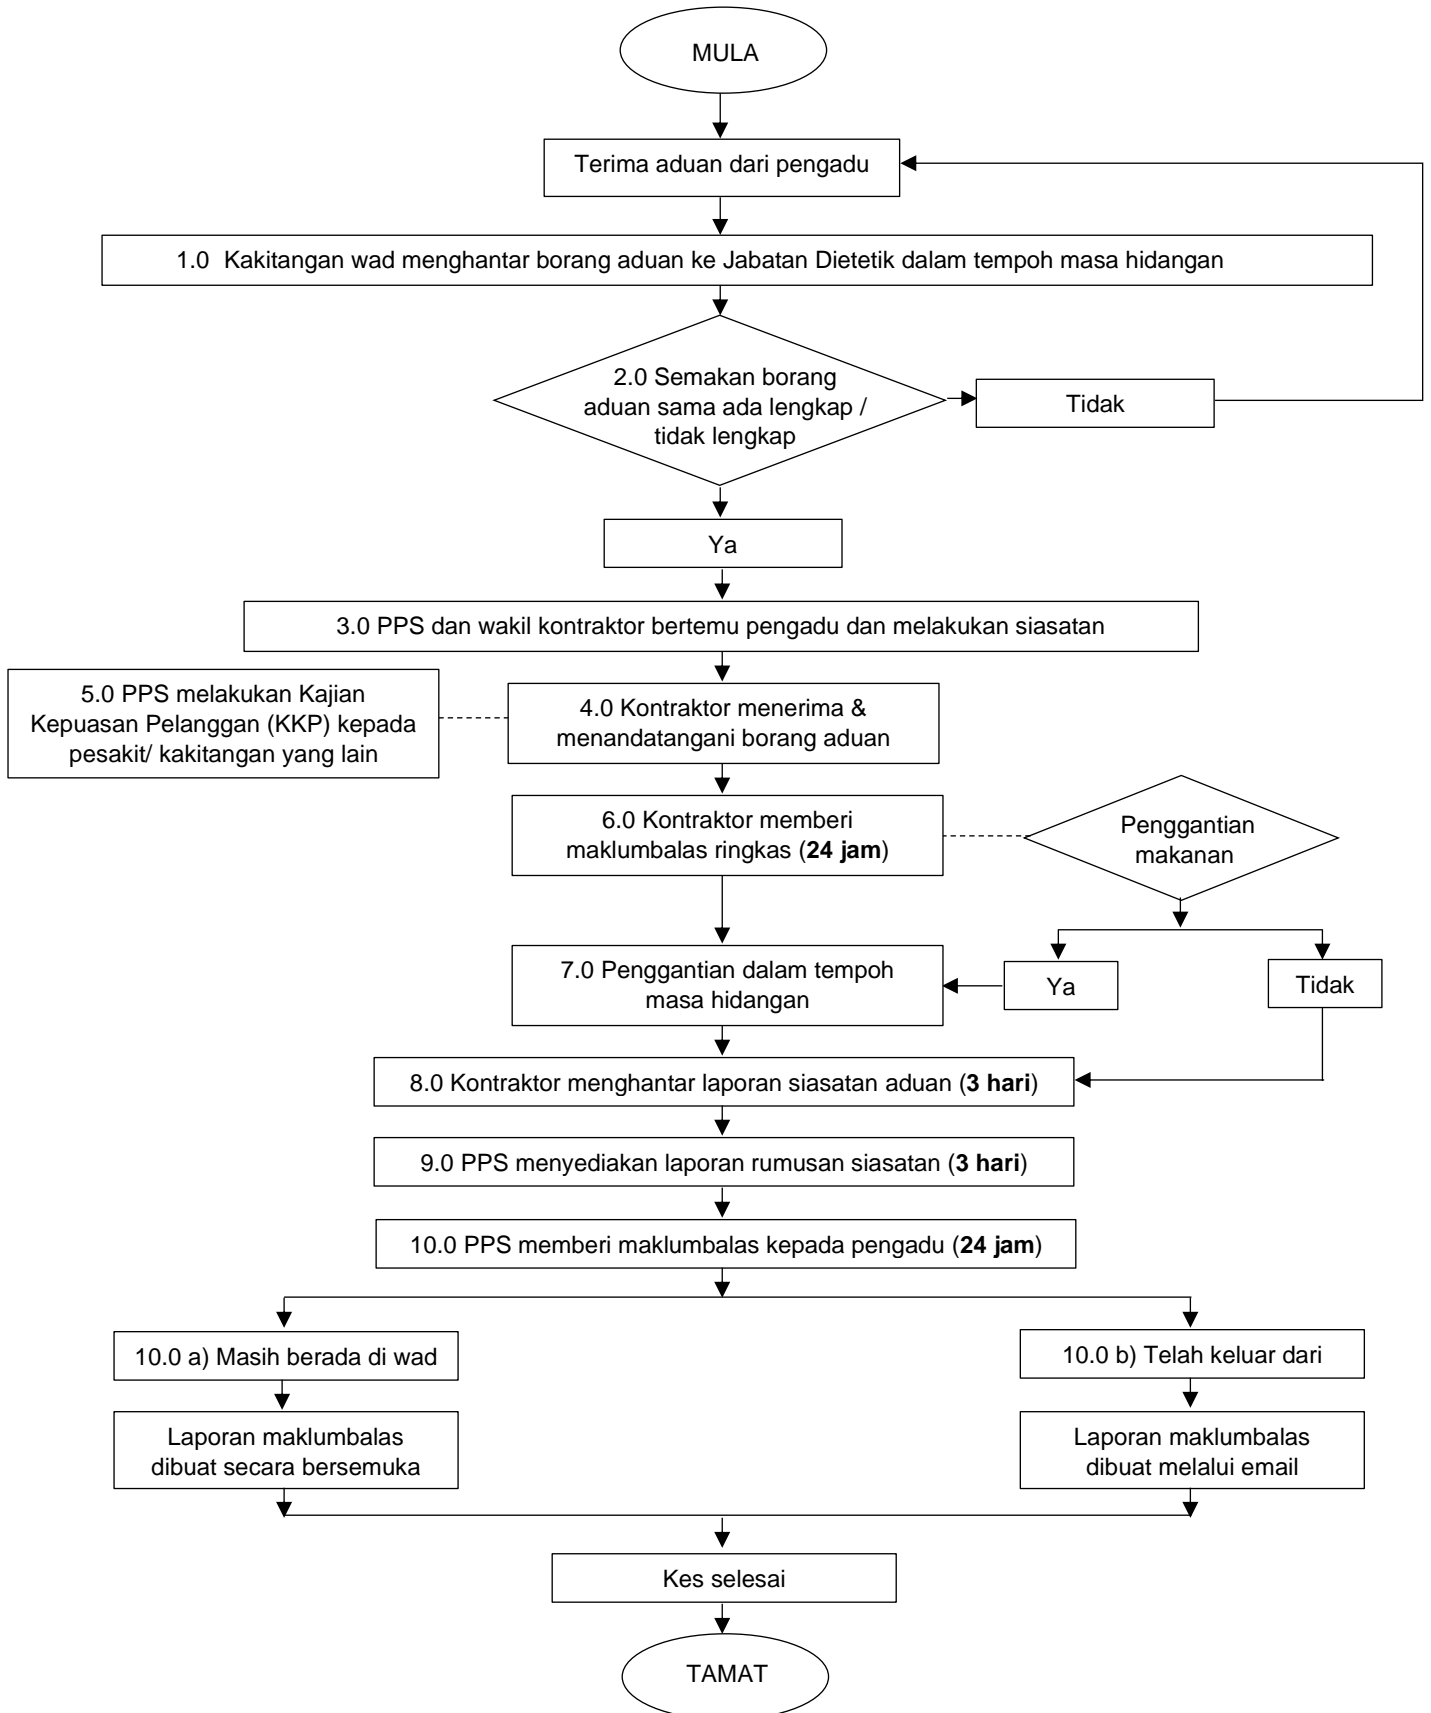 MULA
Terima aduan dari pengadu
1.0 Kakitangan wad menghantar borang aduan ke Jabatan Dietetik dalam tempoh masa hidangan
2.0 Semakan borang
aduan sama ada lengkap /
tidak lengkap
Tidak
Ya
3.0 PPS dan wakil kontraktor bertemu pengadu dan melakukan siasatan
5.0 PPS melakukan Kajian
Kepuasan Pelanggan (KKP) kepada
pesakit/ kakitangan yang lain
4.0 Kontraktor menerima &
menandatangani borang aduan
6.0 Kontraktor memberi
maklumbalas ringkas (24 jam)
Penggantian
makanan
7.0 Penggantian dalam tempoh
masa hidangan
Ya
Tidak
8.0 Kontraktor menghantar laporan siasatan aduan (3 hari)
9.0 PPS menyediakan laporan rumusan siasatan (3 hari)
10.0 PPS memberi maklumbalas kepada pengadu (24 jam)
10.0 a) Masih berada di wad
10.0 b) Telah keluar dari
Laporan maklumbalas
dibuat secara bersemuka
Laporan maklumbalas
dibuat melalui email
Kes selesai
TAMAT